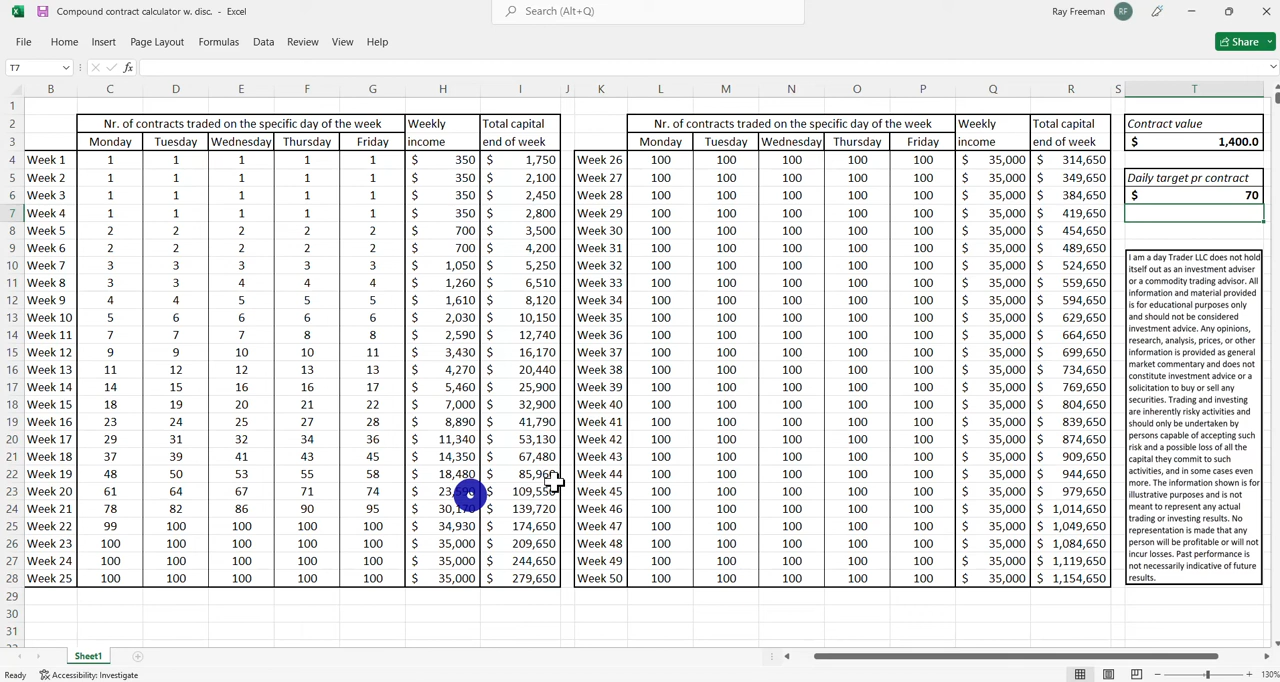 Compound contract calculator w. disc. - Excel
Search (Alt+Q)
Ray Freeman RF
File Home Insert Page Layout Formulas Data Review View Help Share
T7 fx
B C D E F G H I J K L M N O P Q R S T
1
2 Nr. of contracts traded on the specific day of the week Weekly Total capital Nr. of contracts traded on the specific day of the week Weekly Total capital Contract value
3 Monday Tuesday Wednesday Thursday Friday income end of week Monday Tuesday Wednesday Thursday Friday income end of week $ 1,400.0
4 Week 1 1 1 1 1 1 $ 350 $ 1,750 Week 26 100 100 100 100 100 $ 35,000 $ 314,650
5 Week 2 1 1 1 1 1 $ 350 $ 2,100 Week 27 100 100 100 100 100 $ 35,000 $ 349,650 Daily target pr contract
6 Week 3 1 1 1 1 1 $ 350 $ 2,450 Week 28 100 100 100 100 100 $ 35,000 $ 384,650 $ 70
7 Week 4 1 1 1 1 1 $ 350 $ 2,800 Week 29 100 100 100 100 100 $ 35,000 $ 419,650
8 Week 5 2 2 2 2 2 $ 700 $ 3,500 Week 30 100 100 100 100 100 $ 35,000 $ 454,650
9 Week 6 2 2 2 2 2 $ 700 $ 4,200 Week 31 100 100 100 100 100 $ 35,000 $ 489,650
10 Week 7 3 3 3 3 3 $ 1,050 $ 5,250 Week 32 100 100 100 100 100 $ 35,000 $ 524,650
11 Week 8 3 3 4 4 4 $ 1,260 $ 6,510 Week 33 100 100 100 100 100 $ 35,000 $ 559,650
12 Week 9 4 4 5 5 5 $ 1,610 $ 8,120 Week 34 100 100 100 100 100 $ 35,000 $ 594,650
13 Week 10 5 6 6 6 6 $ 2,030 $ 10,150 Week 35 100 100 100 100 100 $ 35,000 $ 629,650
14 Week 11 7 7 7 8 8 $ 2,590 $ 12,740 Week 36 100 100 100 100 100 $ 35,000 $ 664,650
15 Week 12 9 9 10 10 11 $ 3,430 $ 16,170 Week 37 100 100 100 100 100 $ 35,000 $ 699,650
16 Week 13 11 12 12 13 13 $ 4,270 $ 20,440 Week 38 100 100 100 100 100 $ 35,000 $ 734,650
17 Week 14 14 15 16 16 17 $ 5,460 $ 25,900 Week 39 100 100 100 100 100 $ 35,000 $ 769,650
18 Week 15 18 19 20 21 22 $ 7,000 $ 32,900 Week 40 100 100 100 100 100 $ 35,000 $ 804,650
19 Week 16 23 24 25 27 28 $ 8,890 $ 41,790 Week 41 100 100 100 100 100 $ 35,000 $ 839,650
20 Week 17 29 31 32 34 36 $ 11,340 $ 53,130 Week 42 100 100 100 100 100 $ 35,000 $ 874,650
21 Week 18 37 39 41 43 45 $ 14,350 $ 67,480 Week 43 100 100 100 100 100 $ 35,000 $ 909,650
22 Week 19 48 50 53 55 58 $ 18,480 $ Week 44 100 100 100 100 100 $ 35,000 $ 944,650
23 Week 20 61 64 67 71 74 $ $ Week 45 100 100 100 100 100 $ 35,000 $ 979,650
24 Week 21 78 82 86 90 95 $ 30,170 $ 139,720 Week 46 100 100 100 100 100 $ 35,000 $ 1,014,650
25 Week 22 99 100 100 100 100 $ 34,930 $ 174,650 Week 47 100 100 100 100 100 $ 35,000 $ 1,049,650
26 Week 23 100 100 100 100 100 $ 35,000 $ 209,650 Week 48 100 100 100 100 100 $ 35,000 $ 1,084,650
27 Week 24 100 100 100 100 100 $ 35,000 $ 244,650 Week 49 100 100 100 100 100 $ 35,000 $ 1,119,650
28 Week 25 100 100 100 100 100 $ 35,000 $ 279,650 Week 50 100 100 100 100 100 $ 35,000 $ 1,154,650
29
30
31
I am a day Trader LLC does not hold
itself out as an investment adviser
or a commodity trading advisor. All
information and material provided
is for educational purposes only
and should not be considered
investment advice. Any opinions,
research, analysis, prices, or other
information is provided as general
market commentary and does not
constitute investment advice or a
solicitation to buy or sell any
securities. Trading and investing
are inherently risky activities and
should only be undertaken by
persons capable of accepting such
risk and a possible loss of all the
capital they commit to such
activities, and in some cases even
more. The information shown is for
illustrative purposes and is not
meant to represent any actual
trading or investing results. No
representation is made that any
person will be profitable or will not
incur losses. Past performance is
not necessarily indicative of future
results.
Sheet1
Ready Accessibility: Investigate 130%